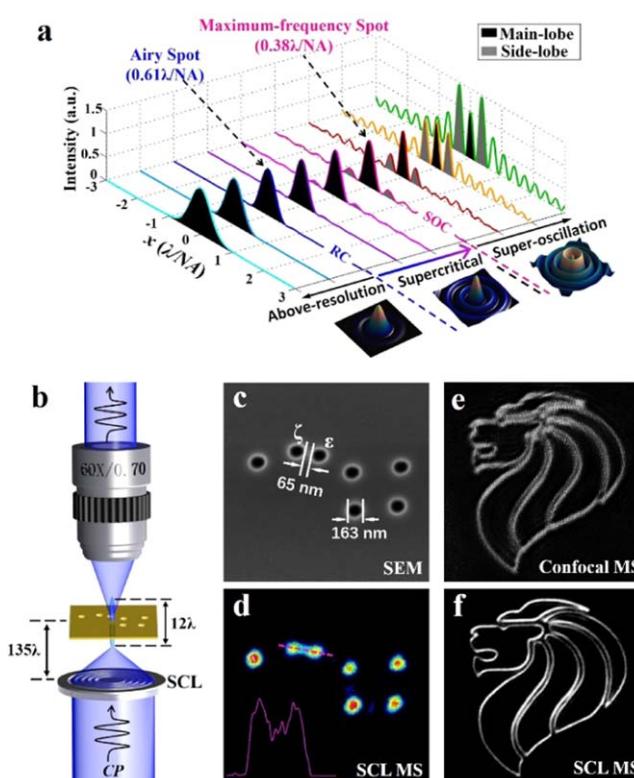 a
Maximum-frequency Spot
(0.38λ/NA)
Airy Spot
(0.61λ/NA)
Main-lobe
Side-lobe
Intensity (a.u.)
1.5
1
0.5
0
-3
-2
-1
0
1
2
3
x (λ/NA)
RC
SOC
Above-resolution
Supercritical
Super-oscillation
b
60X/0.70
12λ
135λ
SCL
CP
c
ζ
ε
65 nm
163 nm
SEM
d
SCL MS
e
Confocal MS
f
SCL MS